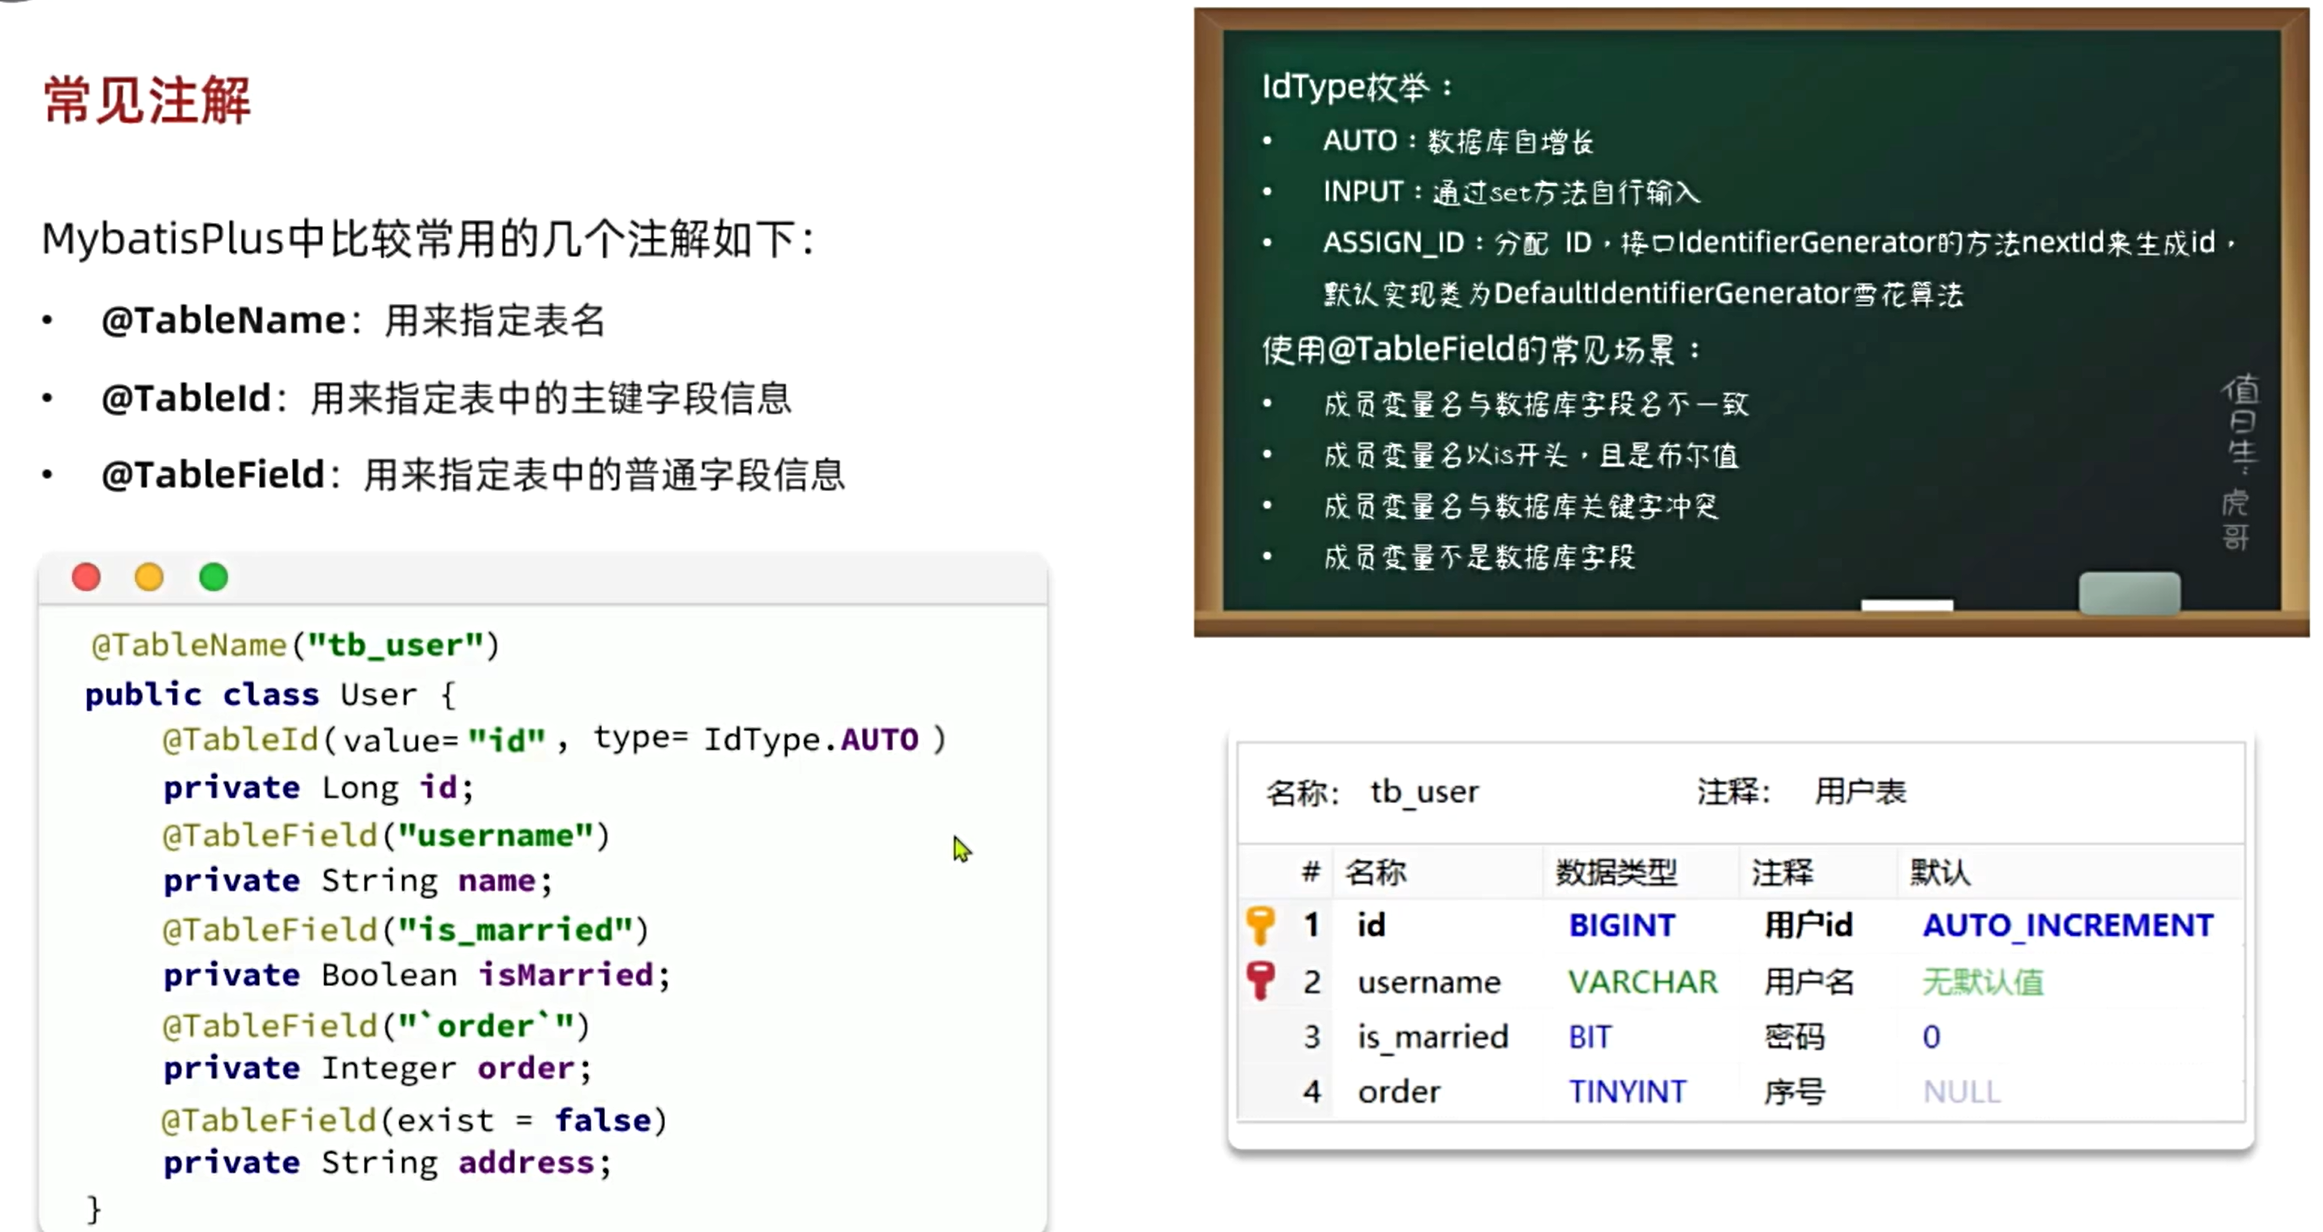 常见注解
MybatisPlus中比较常用的几个注解如下：
• @TableName：用来指定表名
• @TableId：用来指定表中的主键字段信息
• @TableField：用来指定表中的普通字段信息
@TableName("tb_user")
public class User {
@TableId(value="id", type= IdType.AUTO )
private Long id;
@TableField("username")
private String name;
@TableField("is_married")
private Boolean isMarried;
@TableField("`order`")
private Integer order;
@TableField(exist = false)
private String address;
}
IdType枚举：
• AUTO：数据库自增长
• INPUT：通过set方法自行输入
• ASSIGN_ID：分配 ID，接口IdentifierGenerator的方法nextId来生成id，
默认实现类为DefaultIdentifierGenerator雪花算法
使用@TableField的常见场景：
• 成员变量名与数据库字段名不一致
• 成员变量名以is开头，且是布尔值
• 成员变量名与数据库关键字冲突
• 成员变量不是数据库字段
值日生：虎哥
名称： tb_user 注释： 用户表
# 名称 数据类型 注释 默认
1 id BIGINT 用户id AUTO_INCREMENT
2 username VARCHAR 用户名 无默认值
3 is_married BIT 密码 0
4 order TINYINT 序号 NULL